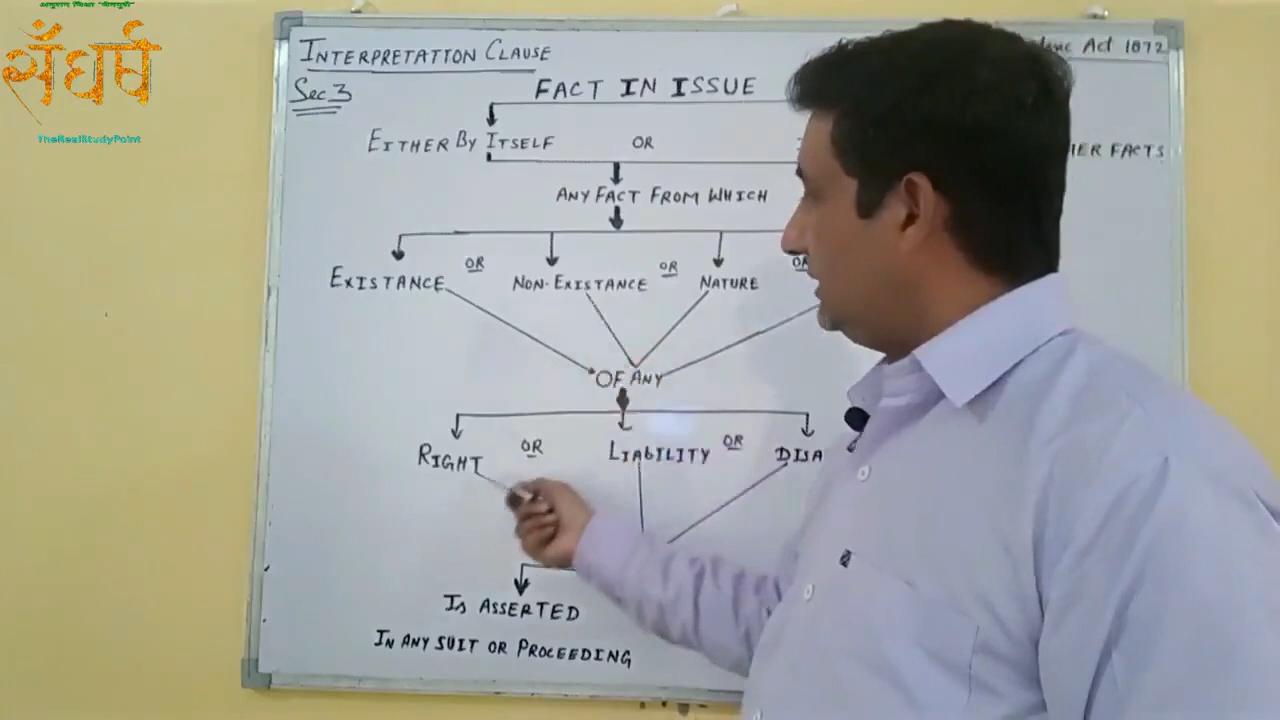 सँघर्ष
TheRealStudyPoint
INTERPRETATION CLAUSE
Act 1872
Sec 3
FACT IN ISSUE
EITHER BY ITSELF OR
FACTS
ANY FACT FROM WHICH
EXISTANCE OR NON-EXISTANCE OR NATURE OR
OF ANY
RIGHT OR LIABILITY OR
IS ASSERTED
IN ANY SUIT OR PROCEEDING